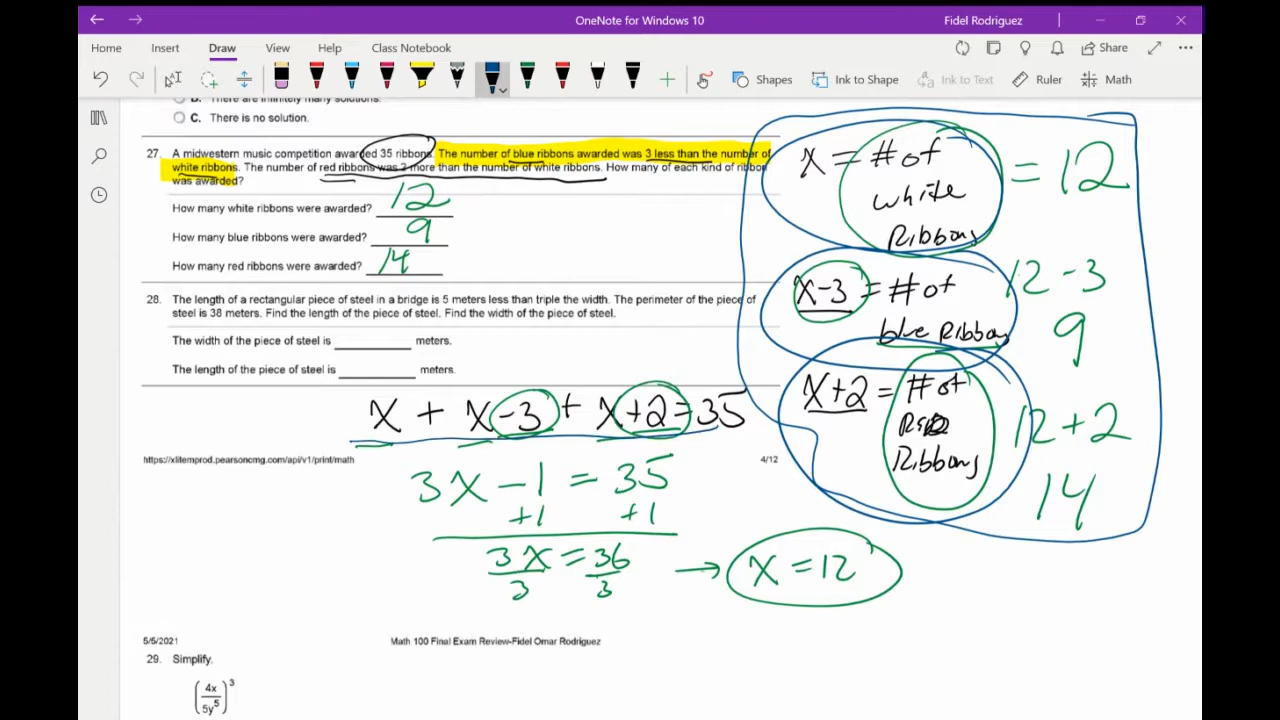 OneNote for Windows 10
Fidel Rodriguez
Home Insert Draw View Help Class Notebook
Share
Shapes Ink to Shape Ink to Text Ruler Math
There are infinitely many solutions.
C. There is no solution.
27. A midwestern music competition awarded 35 ribbons. The number of blue ribbons awarded was 3 less than the number of
white ribbons. The number of red ribbons was 2 more than the number of white ribbons. How many of each kind of ribbon
was awarded?
How many white ribbons were awarded? 12
How many blue ribbons were awarded? 9
How many red ribbons were awarded? 14
28. The length of a rectangular piece of steel in a bridge is 5 meters less than triple the width. The perimeter of the piece of
steel is 38 meters. Find the length of the piece of steel. Find the width of the piece of steel.
The width of the piece of steel is meters.
The length of the piece of steel is meters.
x = # of = 12
white
Ribbons
x-3 = # of 12 - 3
blue Ribbon 9
x+2 = # of 12 + 2
Ribbons 14
x + x - 3 + x + 2 = 35
https://xlitemprod.pearsoncmg.com/api/v1/print/math 4/12
3x - 1 = 35
+1 +1
3x = 36 → x = 12
3 3
5/5/2021 Math 100 Final Exam Review-Fidel Omar Rodriguez
29. Simplify.
(4x/5y⁵)³